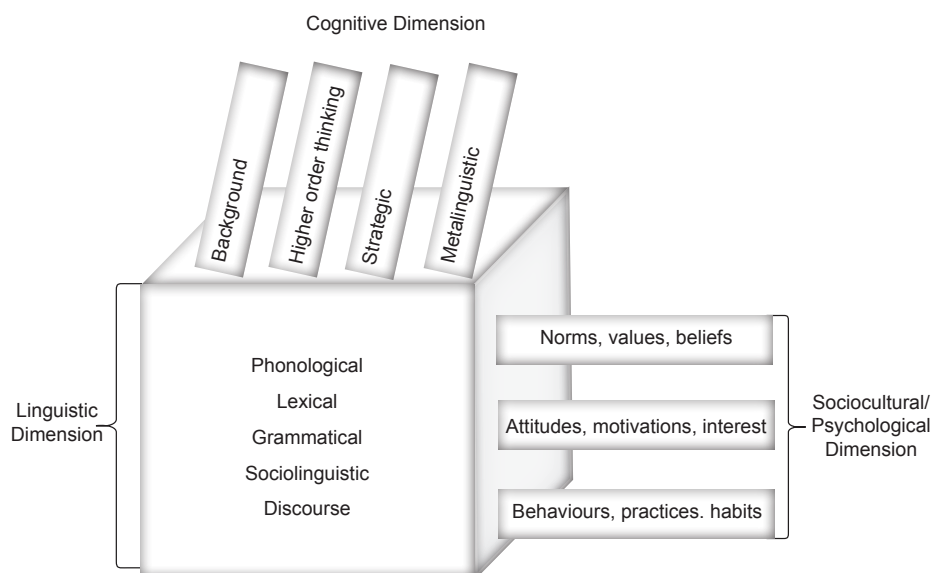 Cognitive Dimension
Background
Higher order thinking
Strategic
Metalinguistic
Linguistic
Dimension
Phonological
Lexical
Grammatical
Sociolinguistic
Discourse
Norms, values, beliefs
Attitudes, motivations, interest
Behaviours, practices. habits
Sociocultural/
Psychological
Dimension